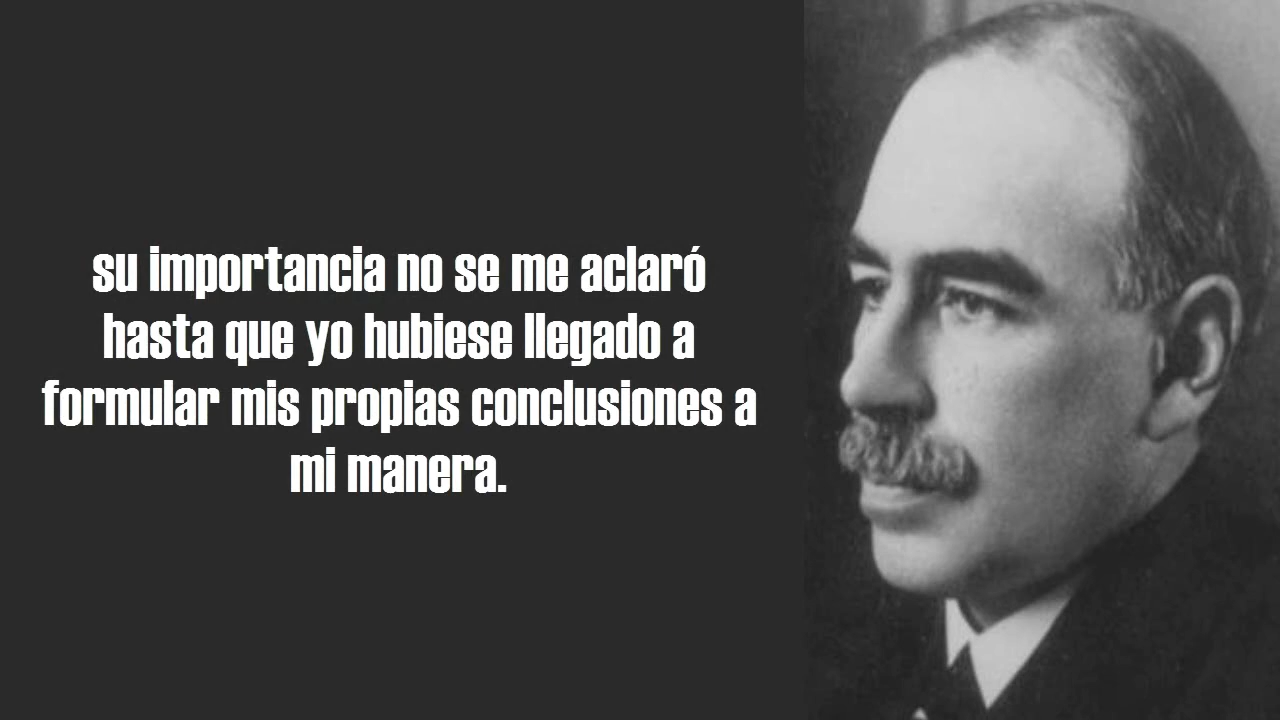 su importancia no se me aclaró
hasta que yo hubiese llegado a
formular mis propias conclusiones a
mi manera.